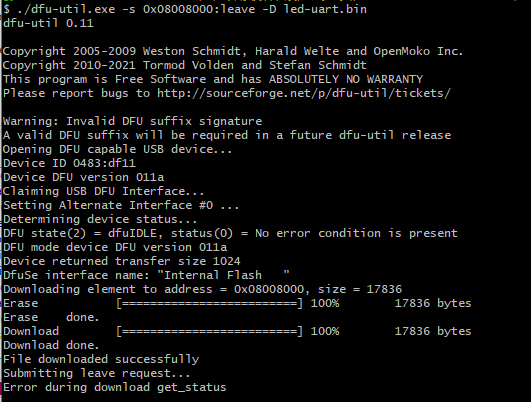 $ ./dfu-util.exe -s 0x08008000:leave -D led-uart.bin
dfu-util 0.11

Copyright 2005-2009 Weston Schmidt, Harald Welte and OpenMoko Inc.
Copyright 2010-2021 Tormod Volden and Stefan Schmidt
This program is Free Software and has ABSOLUTELY NO WARRANTY
Please report bugs to http://sourceforge.net/p/dfu-util/tickets/

Warning: Invalid DFU suffix signature
A valid DFU suffix will be required in a future dfu-util release
Opening DFU capable USB device...
Device ID 0483:df11
Device DFU version 011a
Claiming USB DFU Interface...
Setting Alternate Interface #0 ...
Determining device status...
DFU state(2) = dfuIDLE, status(0) = No error condition is present
DFU mode device DFU version 011a
Device returned transfer size 1024
DfuSe interface name: "Internal Flash   "
Downloading element to address = 0x08008000, size = 17836
Erase           [=========================] 100%        17836 bytes
Erase    done.
Download        [=========================] 100%        17836 bytes
Download done.
File downloaded successfully
Submitting leave request...
Error during download get_status